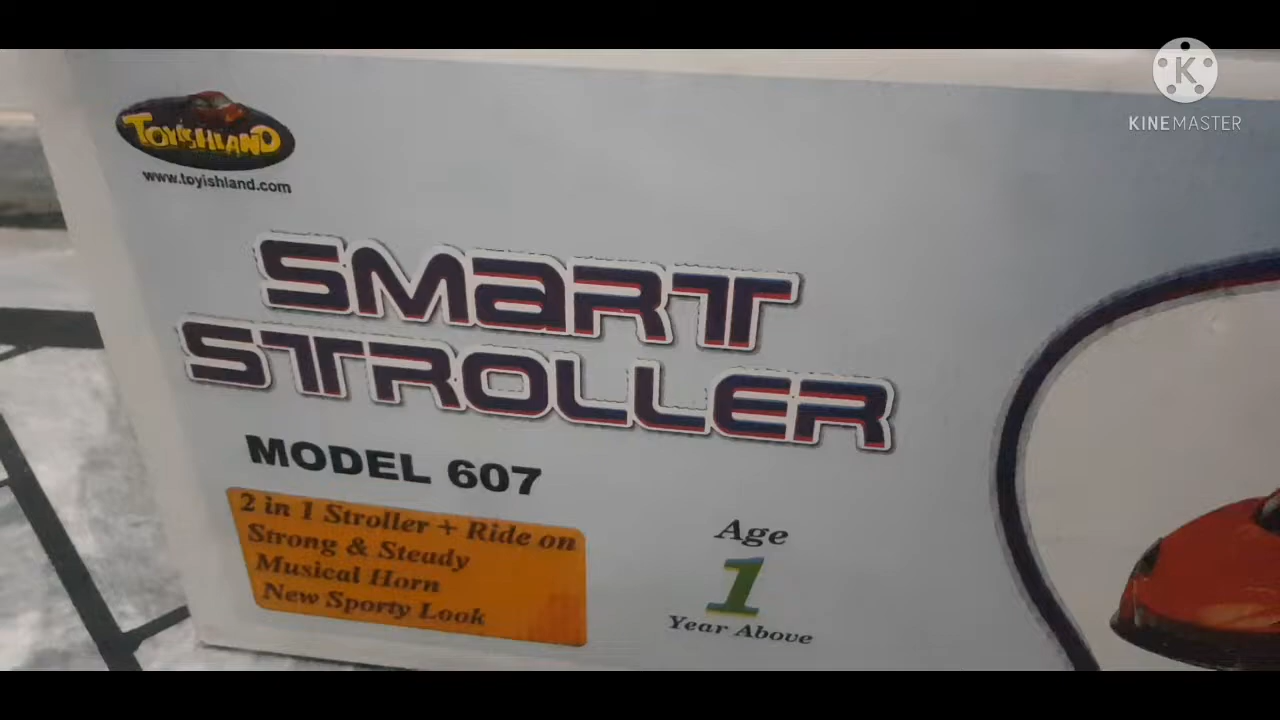 KINEMASTER
TOYISHLAND
www.toyishland.com
SMART
STROLLER
MODEL 607
2 in 1 Stroller + Ride on
Strong & Steady
Musical Horn
New Sporty Look
Age
1
Year Above